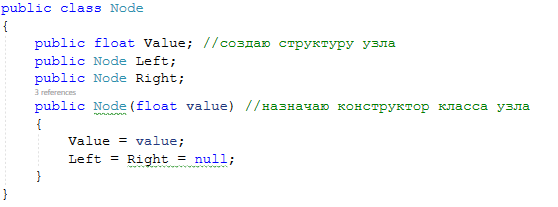 public class Node
{
public float Value; //создаю структуру узла
public Node Left;
public Node Right;
3 references
public Node(float value) //назначаю конструктор класса узла
{
Value = value;
Left = Right = null;
}
}